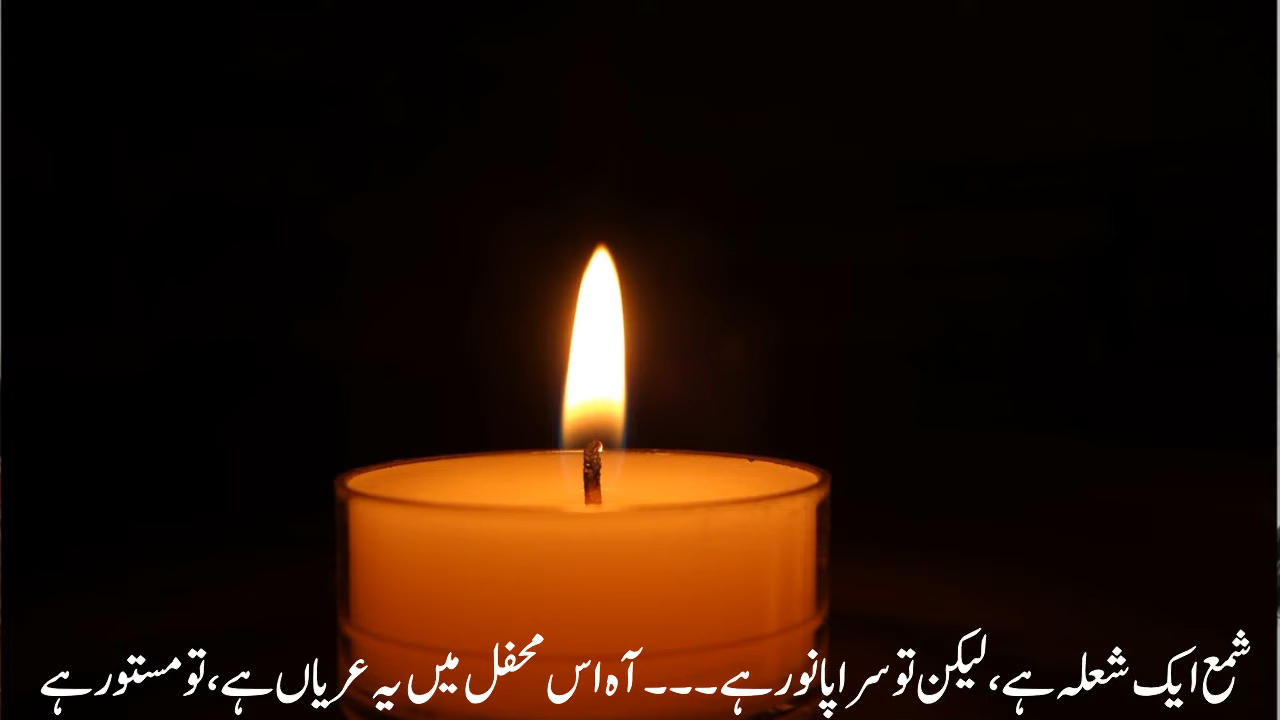 شمع ایک شعلہ ہے، لیکن تو سراپا نور ہے۔۔۔ آہ اس محفل میں یہ عریاں ہے، تو مستور ہے